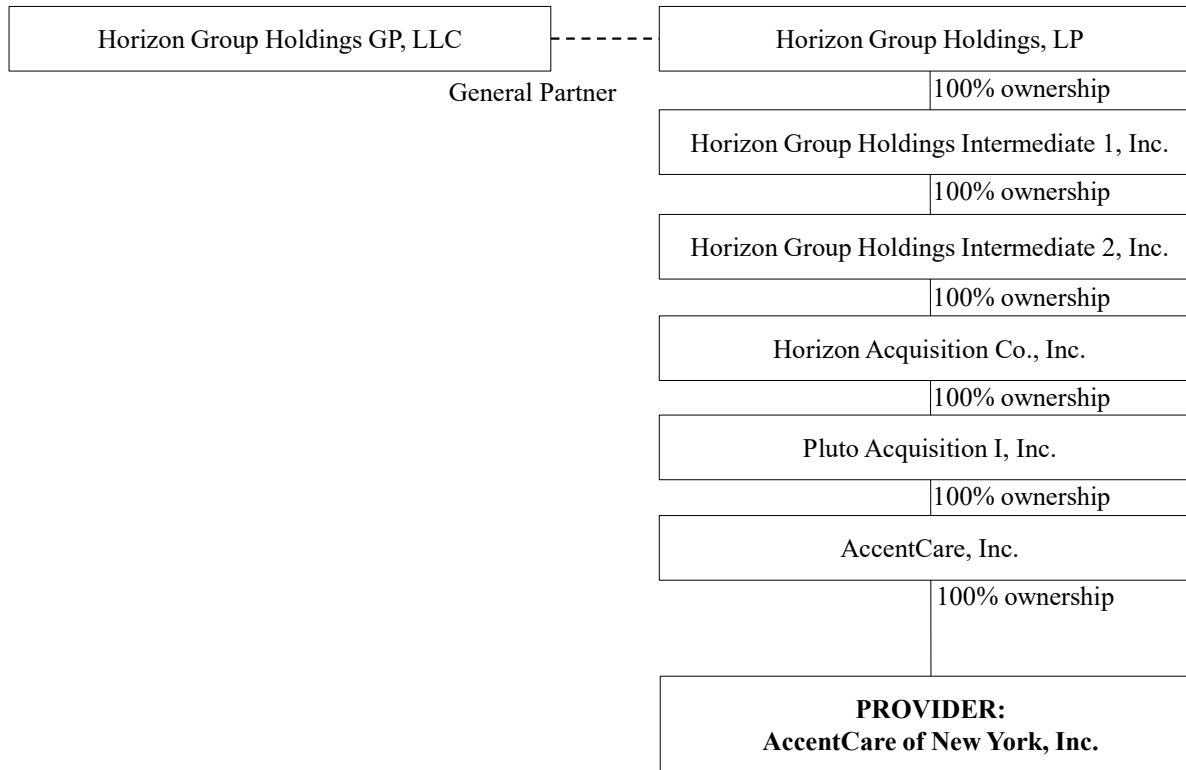 Horizon Group Holdings GP, LLC
Horizon Group Holdings, LP
General Partner
100% ownership
Horizon Group Holdings Intermediate 1, Inc.
100% ownership
Horizon Group Holdings Intermediate 2, Inc.
100% ownership
Horizon Acquisition Co., Inc.
100% ownership
Pluto Acquisition I, Inc.
100% ownership
AccentCare, Inc.
100% ownership
PROVIDER:
AccentCare of New York, Inc.